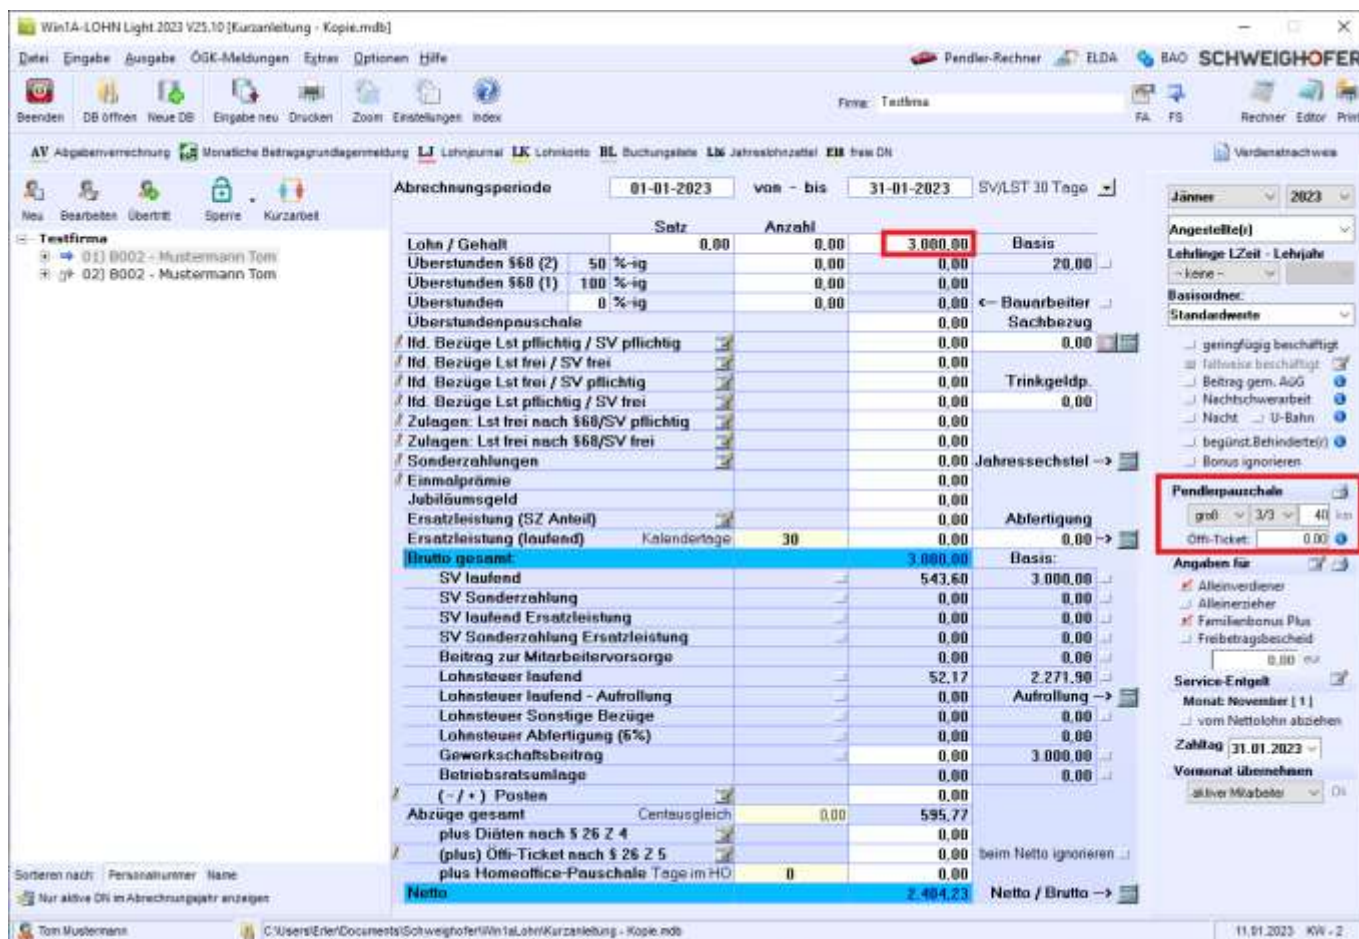 Win1A-LOHN Light 2023 V25.10 [Kurzanleitung - Kopie.mdb]
Datei Eingabe Ausgabe ÖGK-Meldungen Extras Optionen Hilfe
Pendler-Rechner ELDA BAO SCHWEIGHOFER
Beenden DB öffnen Neue DB Eingabe neu Drucken Zoom Einstellungen Index
Firma: Testfirma
FA FS Rechner Editor Print
AV Abgabenverrechnung Monatliche Beitragsgrundlagenmeldung LJ Lohnjournal LK Lohnkonto BL Buchungsliste L16 Jahreslohnzettel E18 freie DN Verdienstnachweis
Neu Bearbeiten Übertritt Sperre Kurzarbeit
Testfirma
01) B002 - Mustermann Tom
02) B002 - Mustermann Tom
Abrechnungsperiode 01-01-2023 von - bis 31-01-2023 SV/LST 30 Tage
Satz Anzahl
Lohn / Gehalt 0,00 0,00 3.000,00 Basis
Überstunden §68 (2) 50 %-ig 0,00 0,00 20,00
Überstunden §68 (1) 100 %-ig 0,00 0,00
Überstunden 0 %-ig 0,00 0,00 <- Bauarbeiter
Überstundenpauschale 0,00 Sachbezug
lfd. Bezüge Lst pflichtig / SV pflichtig 0,00 0,00
lfd. Bezüge Lst frei / SV frei 0,00
lfd. Bezüge Lst frei / SV pflichtig 0,00 Trinkgeldp.
lfd. Bezüge Lst pflichtig / SV frei 0,00 0,00
Zulagen: Lst frei nach §68/SV pflichtig 0,00
Zulagen: Lst frei nach §68/SV frei 0,00
Sonderzahlungen 0,00 Jahressechstel -->
Einmalprämie 0,00
Jubiläumsgeld 0,00
Ersatzleistung (SZ Anteil) 0,00 Abfertigung
Ersatzleistung (laufend) Kalendertage 30 0,00 0,00 ->
Brutto gesamt: 3.000,00 Basis:
SV laufend 543,60 3.000,00
SV Sonderzahlung 0,00 0,00
SV laufend Ersatzleistung 0,00 0,00
SV Sonderzahlung Ersatzleistung 0,00 0,00
Beitrag zur Mitarbeitervorsorge 0,00 0,00
Lohnsteuer laufend 52,17 2.271,90
Lohnsteuer laufend - Aufrollung 0,00 Aufrollung -->
Lohnsteuer Sonstige Bezüge 0,00 0,00
Lohnsteuer Abfertigung (6%) 0,00 0,00
Gewerkschaftsbeitrag 0,00 3.000,00
Betriebsratsumlage 0,00 0,00
( - / + ) Posten 0,00
Abzüge gesamt Centausgleich 0,00 595,77
plus Diäten nach § 26 Z 4 0,00
(plus) Öffi-Ticket nach § 26 Z 5 0,00 beim Netto ignorieren
plus Homeoffice-Pauschale Tage im HO 0 0,00
Netto 2.404,23 Netto / Brutto -->
Jänner 2023
Angestellte(r)
Lehrlinge LZeit - Lehrjahr
- keine -
Basisordner:
Standardwerte
geringfügig beschäftigt
fallweise beschäftigt
Beitrag gem. AüG
Nachtschwerarbeit
Nacht U-Bahn
begünst.Behinderte(r)
Bonus ignorieren
Pendlerpauschale
groß 3/3 40 km
Öffi-Ticket: 0.00
Angaben für
Alleinverdiener
Alleinerzieher
Familienbonus Plus
Freibetragsbescheid
0,00 eur
Service-Entgelt
Monat: November [ 1 ]
vom Nettolohn abziehen
Zahltag 31.01.2023
Vormonat übernehmen
aktiver Mitarbeiter Ok
Sortieren nach: Personalnummer Name
Nur aktive DN im Abrechnungsjahr anzeigen
Tom Mustermann C:\Users\Erler\Documents\Schweighofer\Win1aLohn\Kurzanleitung - Kopie.mdb 11.01.2023 KW - 2